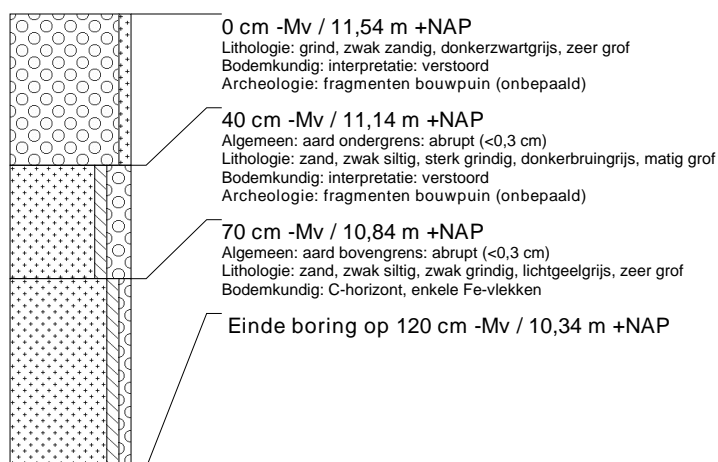 0 cm -Mv / 11,54 m +NAP
Lithologie: grind, zwak zandig, donkerzwartgrijs, zeer grof
Bodemkundig: interpretatie: verstoord
Archeologie: fragmenten bouwpuin (onbepaald)
40 cm -Mv / 11,14 m +NAP
Algemeen: aard ondergrens: abrupt (<0,3 cm)
Lithologie: zand, zwak siltig, sterk grindig, donkerbruingrijs, matig grof
Bodemkundig: interpretatie: verstoord
Archeologie: fragmenten bouwpuin (onbepaald)
70 cm -Mv / 10,84 m +NAP
Algemeen: aard bovengrens: abrupt (<0,3 cm)
Lithologie: zand, zwak siltig, zwak grindig, lichtgeelgrijs, zeer grof
Bodemkundig: C-horizont, enkele Fe-vlekken
Einde boring op 120 cm -Mv / 10,34 m +NAP